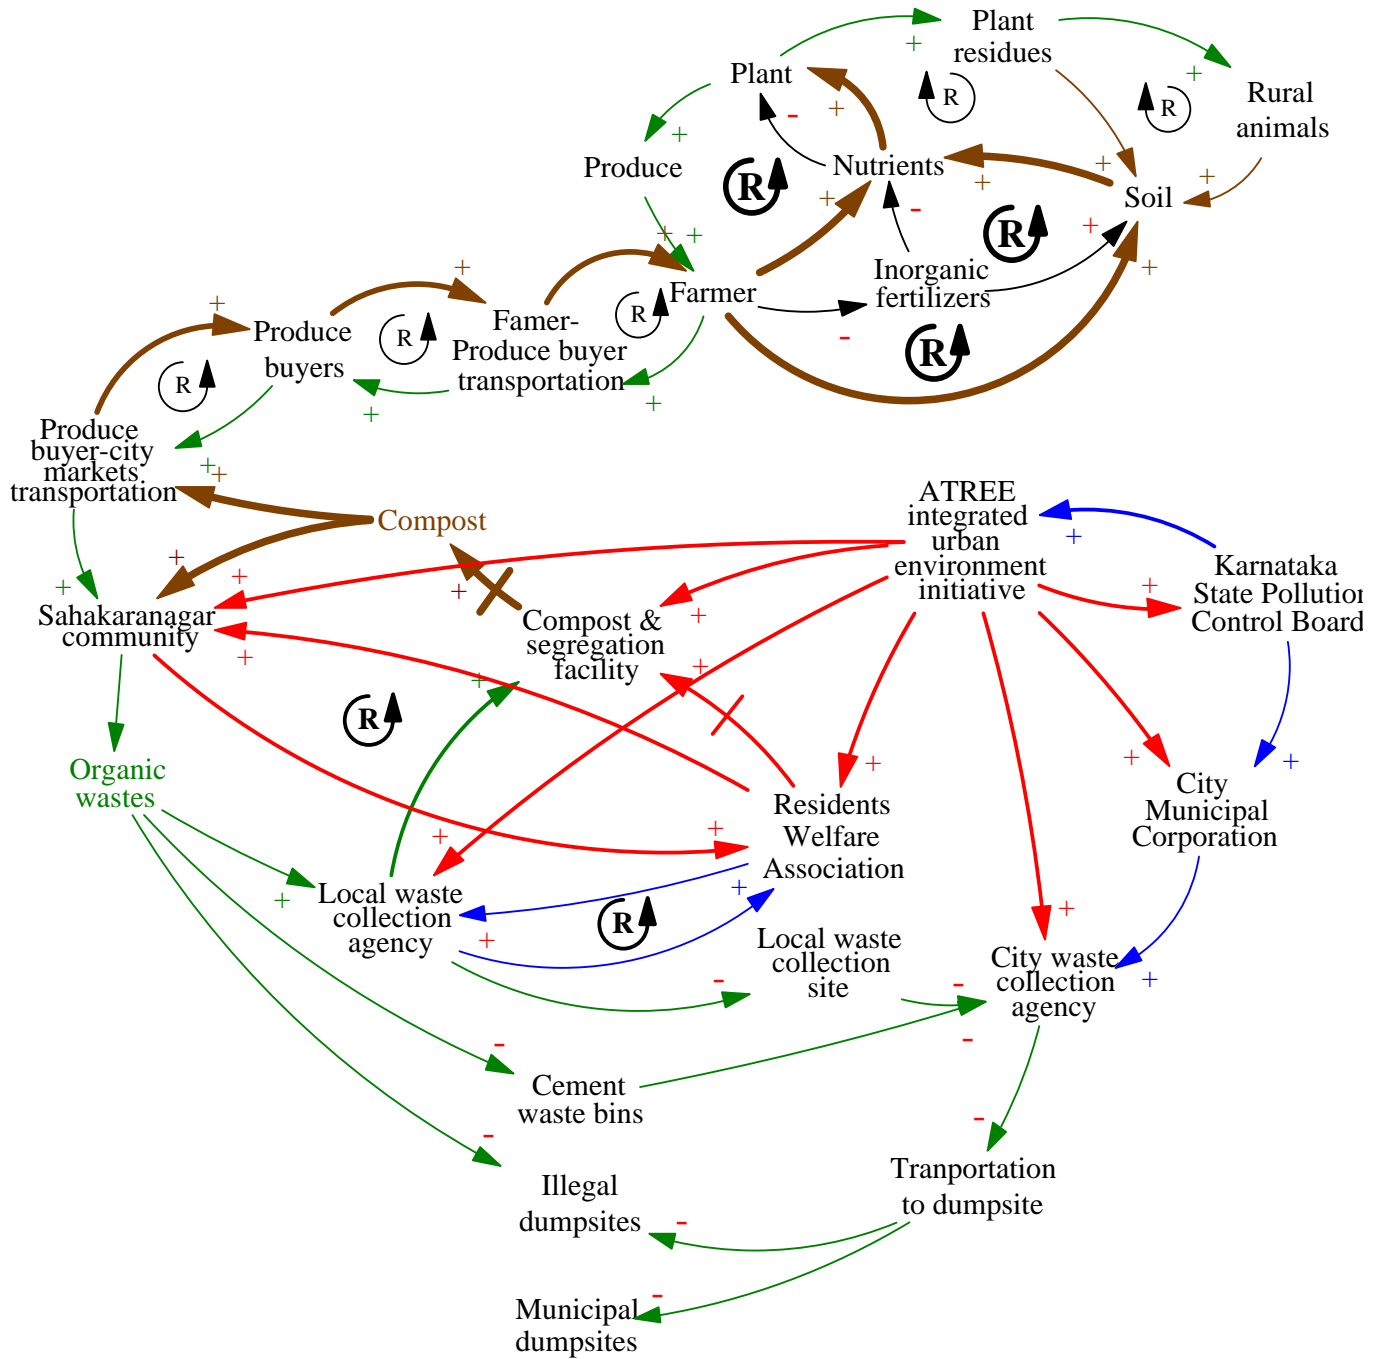 Plant
residues
Plant
Rural
animals
R
R
Produce
Nutrients
R
Soil
R
Inorganic
fertilizers
Farmer
R
R
Famer-
Produce buyer
transportation
R
Produce
buyers
R
Produce
buyer-city
markets
transportation
Compost
ATREE
integrated
urban
environment
initiative
Karnataka
State Pollution
Control Board
Sahakaranagar
community
Compost &
segregation
facility
R
Organic
wastes
City
Municipal
Corporation
Residents
Welfare
Association
Local waste
collection
agency
R
Local waste
collection
site
City waste
collection
agency
Cement
waste bins
Illegal
dumpsites
Tranportation
to dumpsite
Municipal
dumpsites